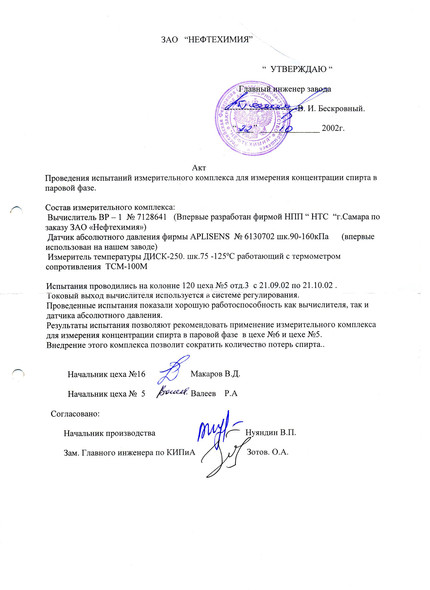 ЗАО “НЕФТЕХИМИЯ”
“ УТВЕРЖДАЮ “
Главный инженер завода
В. И. Бескровный.
“22” 10 2002г.
Акт
Проведения испытаний измерительного комплекса для измерения концентрации спирта в
паровой фазе.
Состав измерительного комплекса:
Вычислитель ВР – 1 № 7128641 (Впервые разработан фирмой НПП “ НТС “г.Самара по
заказу ЗАО «Нефтехимия»)
Датчик абсолютного давления фирмы APLISENS № 6130702 шк.90-160кПа (впервые
использован на нашем заводе)
Измеритель температуры ДИСК-250. шк.75 -125ºС работающий с термометром
сопротивления ТСМ-100М
Испытания проводились на колоние 120 цеха №5 отд.3 с 21.09.02 по 21.10.02 .
Токовый выход вычислителя используется в системе регулирования.
Проведенные испытания показали хорошую работоспособность как вычислителя, так и
датчика абсолютного давления.
Результаты испытания позволяют рекомендовать применение измерительного комплекса
для измерения концентрации спирта в паровой фазе в цехе №6 и цехе №5.
Внедрение этого комплекса позволит сократить количество потерь спирта..
Начальник цеха №16 Макаров В.Д.
Начальник цеха № 5 Валеев Р.А
Согласовано:
Начальник производства Нуяндин В.П.
Зам. Главного инженера по КИПиА Зотов. О.А.